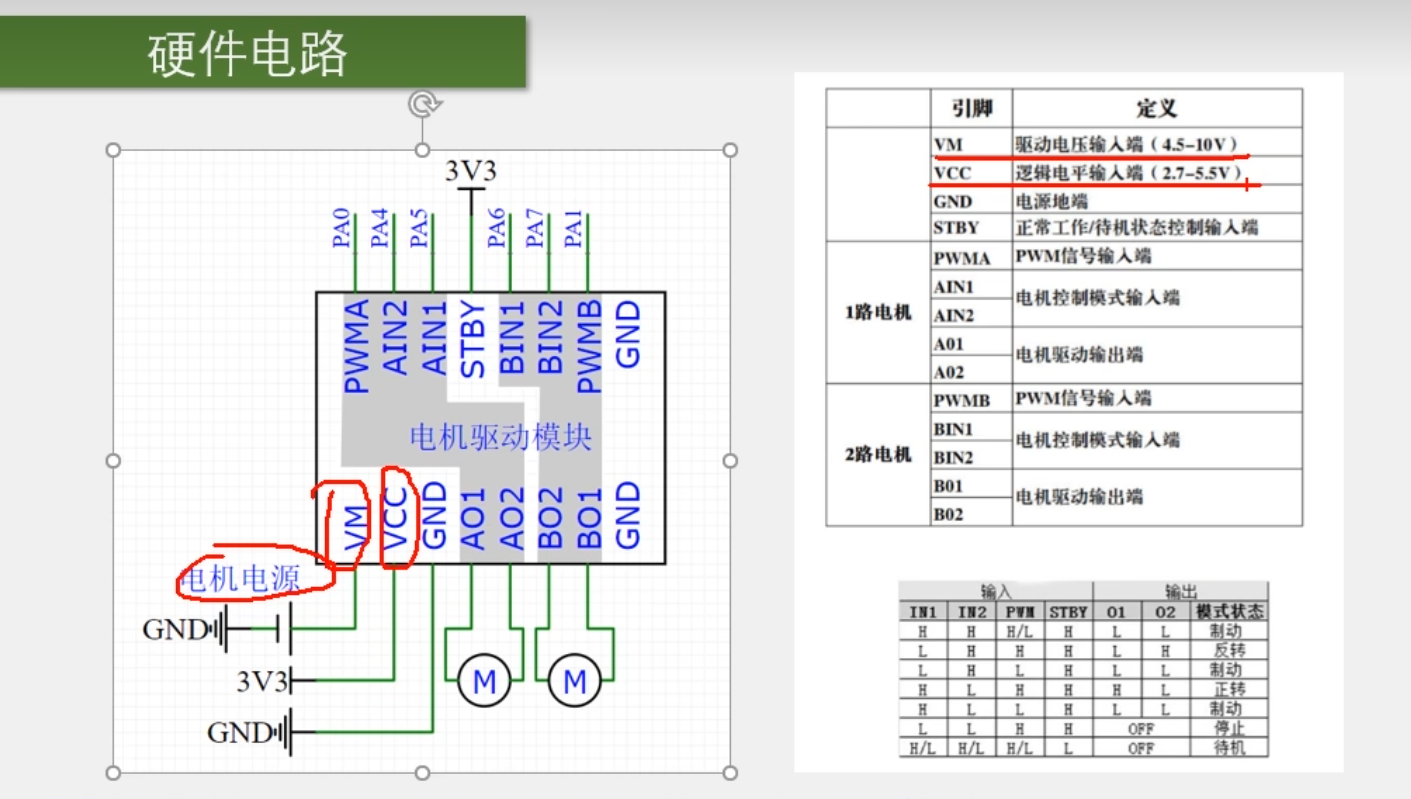 硬件电路
3V3
PA0 PA4 PA5 PA6 PA7 PA1
PWMA AIN2 AIN1 STBY BIN1 BIN2 PWMB GND
电机驱动模块
VM VCC GND AO1 AO2 BO2 BO1 GND
电机电源
GND
3V3
M M
GND
引脚 定义
VM 驱动电压输入端（4.5-10V）
VCC 逻辑电平输入端（2.7-5.5V）
GND 电源地端
STBY 正常工作/待机状态控制输入端
1路电机
PWMA PWM信号输入端
AIN1
AIN2
电机控制模式输入端
A01
A02
电机驱动输出端
2路电机
PWMB PWM信号输入端
BIN1
BIN2
电机控制模式输入端
B01
B02
电机驱动输出端
输入 输出
IN1 IN2 PWM STBY O1 O2 模式状态
H H H/L H L L 制动
L H H H L H 反转
L H L H L L 制动
H L H H H L 正转
H L L H L L 制动
L L H H OFF 停止
H/L H/L H/L L OFF 待机